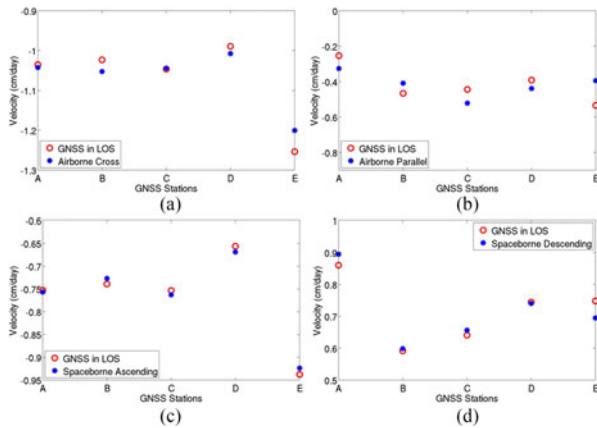 -0.9
-1
-1.1
-1.2
-1.3
Velocity (cm/day)
GNSS in LOS
Airborne Cross
A B C D E
GNSS Stations
(a)
0
-0.2
-0.4
-0.6
-0.8
Velocity (cm/day)
GNSS in LOS
Airborne Parallel
A B C D E
GNSS Stations
(b)
-0.6
-0.65
-0.7
-0.75
-0.8
-0.85
-0.9
-0.95
Velocity (cm/day)
GNSS in LOS
Spaceborne Ascending
A B C D E
GNSS Stations
(c)
1
0.9
0.8
0.7
0.6
0.5
Velocity (cm/day)
GNSS in LOS
Spaceborne Descending
A B C D E
GNSS Stations
(d)